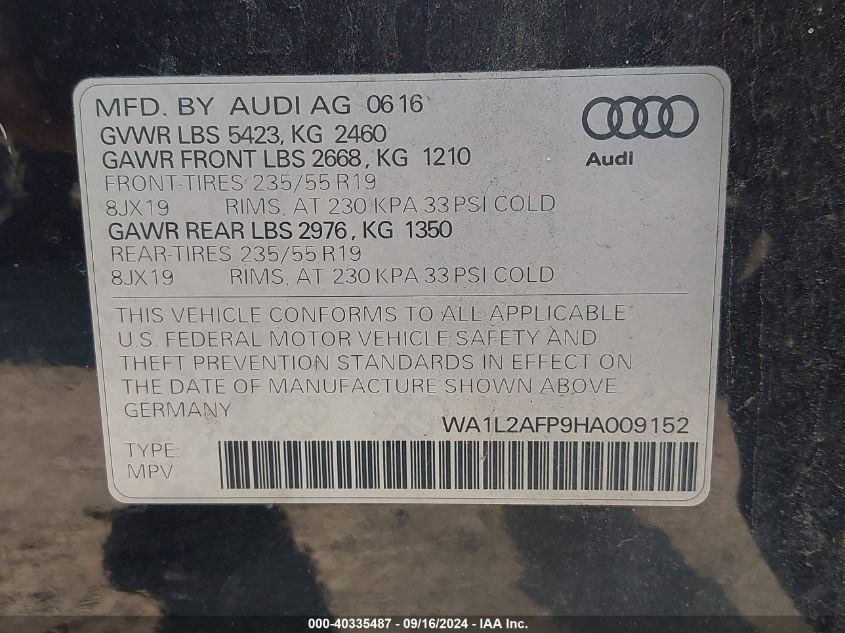 MFD. BY AUDI AG 06 16
GVWR LBS 5423, KG 2460
GAWR FRONT LBS 2668, KG 1210
FRONT-TIRES 235/55 R19
8JX19 RIMS, AT 230 KPA 33 PSI COLD
GAWR REAR LBS 2976, KG 1350
REAR-TIRES 235/55 R19
8JX19 RIMS, AT 230 KPA 33 PSI COLD
Audi
THIS VEHICLE CONFORMS TO ALL APPLICABLE
U.S. FEDERAL MOTOR VEHICLE SAFETY AND
THEFT PREVENTION STANDARDS IN EFFECT ON
THE DATE OF MANUFACTURE SHOWN ABOVE.
GERMANY
WA1L2AFP9HA009152
TYPE:
MPV
000-40335487 - 09/16/2024 - IAA Inc.